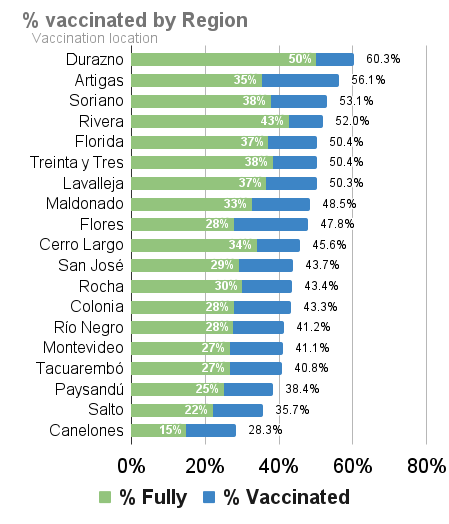 % vaccinated by Region
Vaccination location
Durazno 50% 60.3%
Artigas 35% 56.1%
Soriano 38% 53.1%
Rivera 43% 52.0%
Florida 37% 50.4%
Treinta y Tres 38% 50.4%
Lavalleja 37% 50.3%
Maldonado 33% 48.5%
Flores 28% 47.8%
Cerro Largo 34% 45.6%
San José 29% 43.7%
Rocha 30% 43.4%
Colonia 28% 43.3%
Río Negro 28% 41.2%
Montevideo 27% 41.1%
Tacuarembó 27% 40.8%
Paysandú 25% 38.4%
Salto 22% 35.7%
Canelones 15% 28.3%
0% 20% 40% 60% 80%
% Fully % Vaccinated